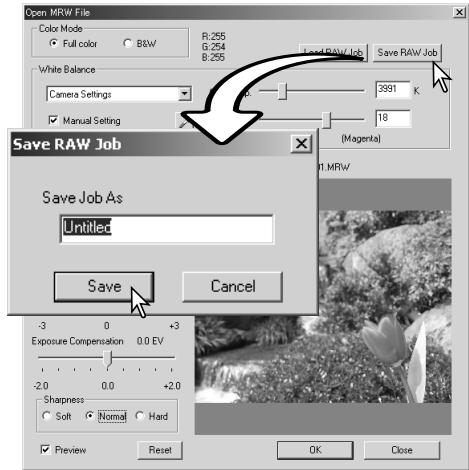 Open MRW File
Color Mode
Full color B&W
R:255
G:254
B:255
Load RAW Job Save RAW Job
White Balance
Camera Settings
3991 K
Manual Setting
18
(Magenta)
Save RAW Job
Save Job As
Untitled
Save Cancel
1.MRW
-3 0 +3
Exposure Compensation 0.0 EV
-2.0 0.0 +2.0
Sharpness
Soft Normal Hard
Preview Reset OK Close